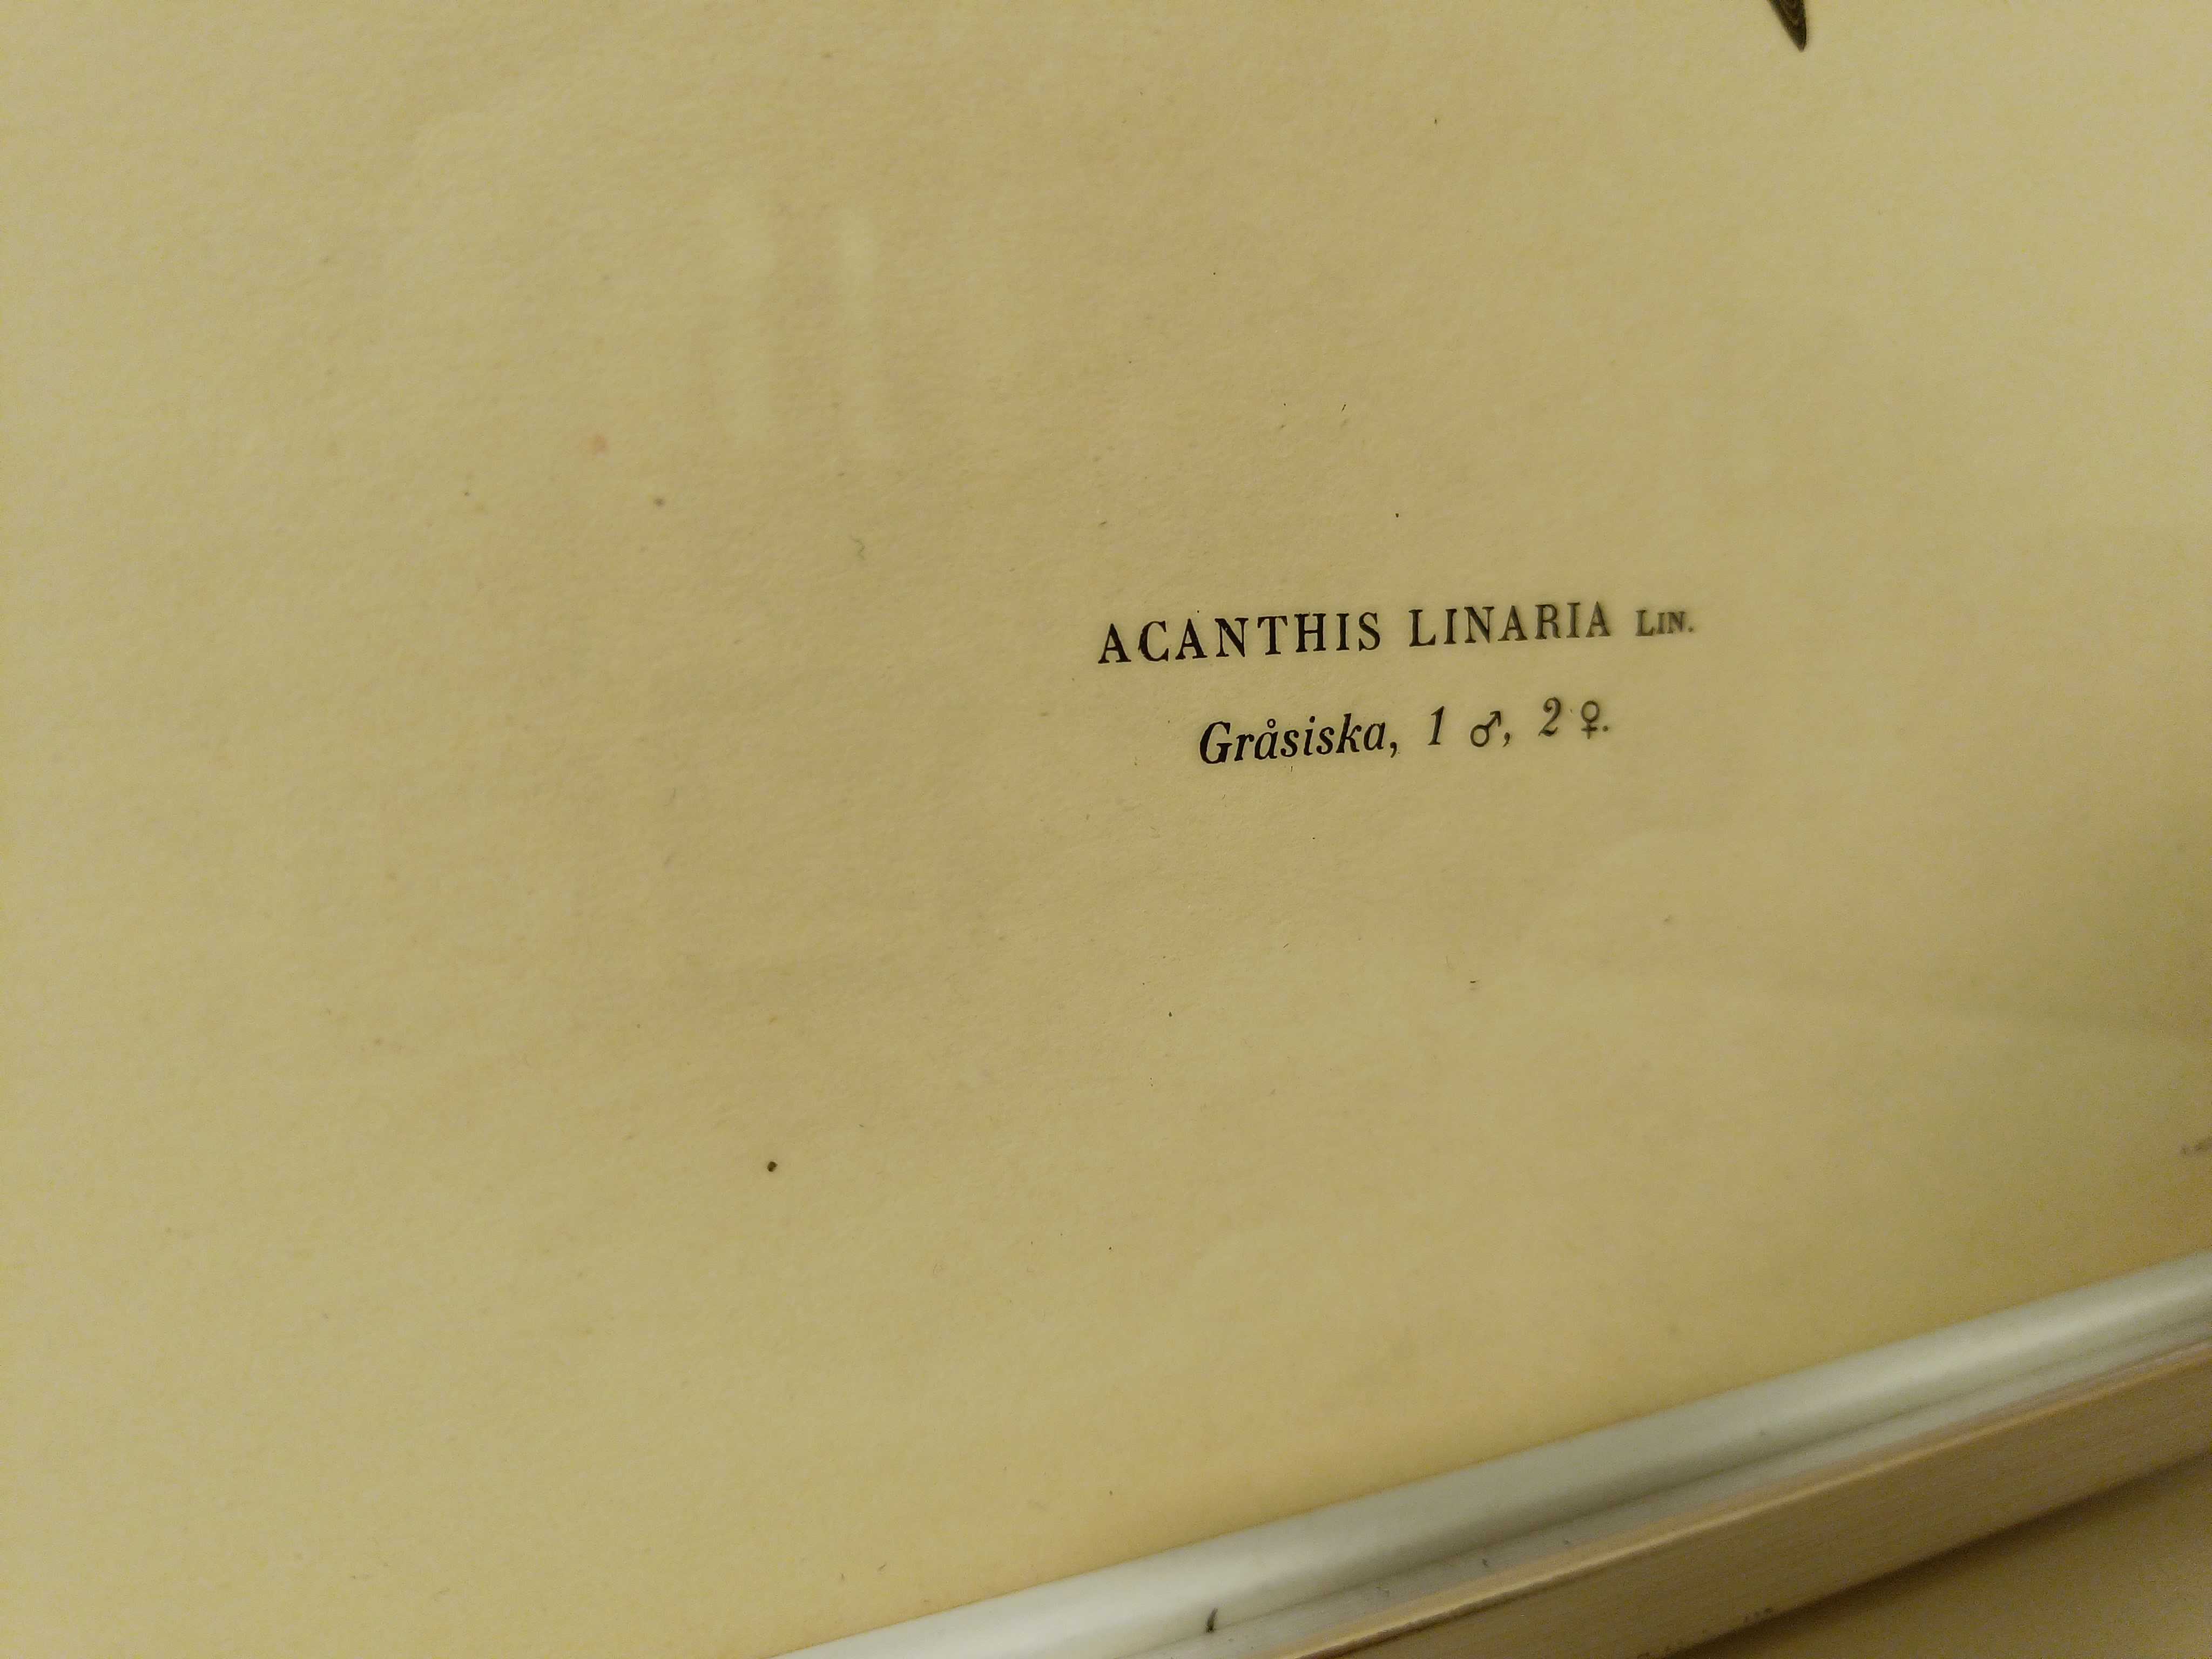 ACANTHIS LINARIA LIN.
Gråsiska, 1 ♂, 2 ♀.